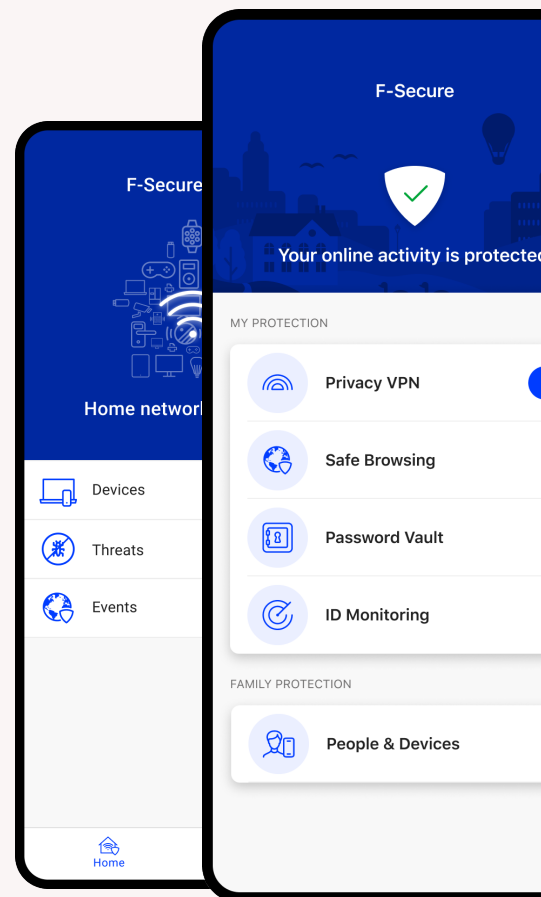 F-Secure
Home networ
Devices
Threats
Events
Home
F-Secure
Your online activity is protected
MY PROTECTION
Privacy VPN
Safe Browsing
Password Vault
ID Monitoring
FAMILY PROTECTION
People & Devices